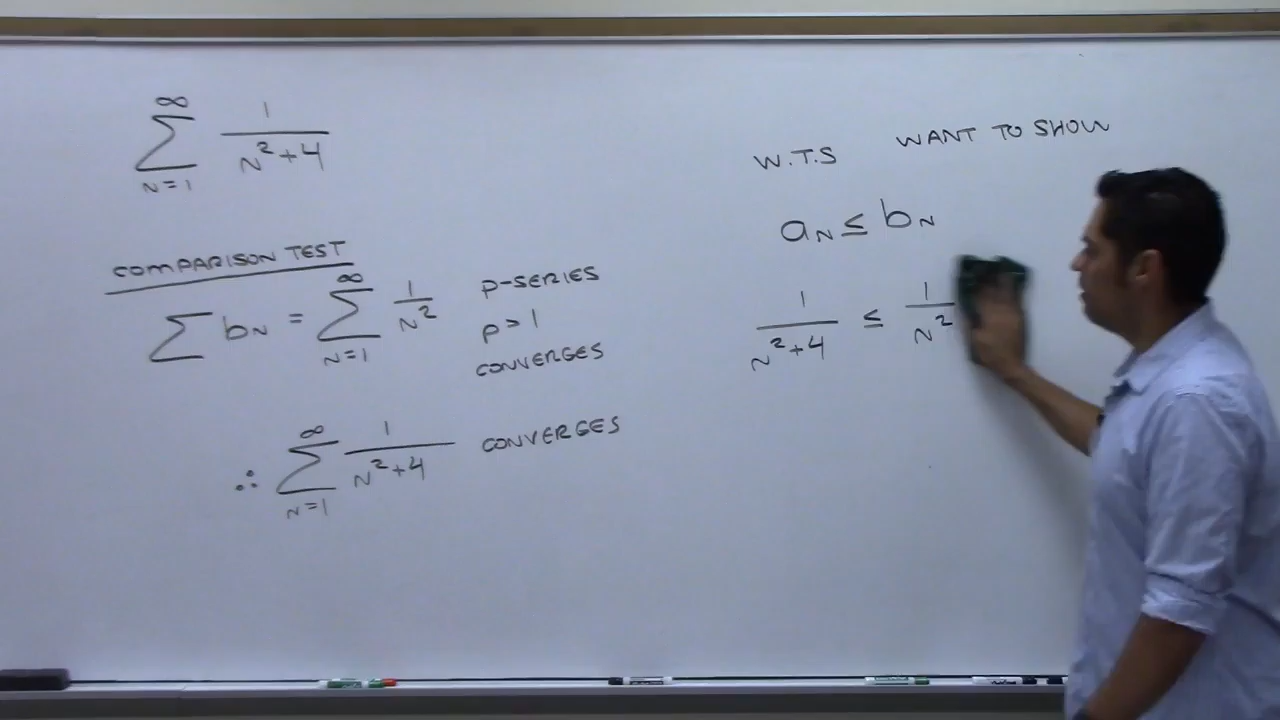 ∞
∑ 1/(N²+4)
N=1
COMPARISON TEST
∑ bN = ∞∑N=1 1/N²
P-SERIES
P>1
CONVERGES
∴ ∞∑N=1 1/(N²+4) CONVERGES
W.T.S WANT TO SHOW
aN ≤ bN
1/(N²+4) ≤ 1/N²